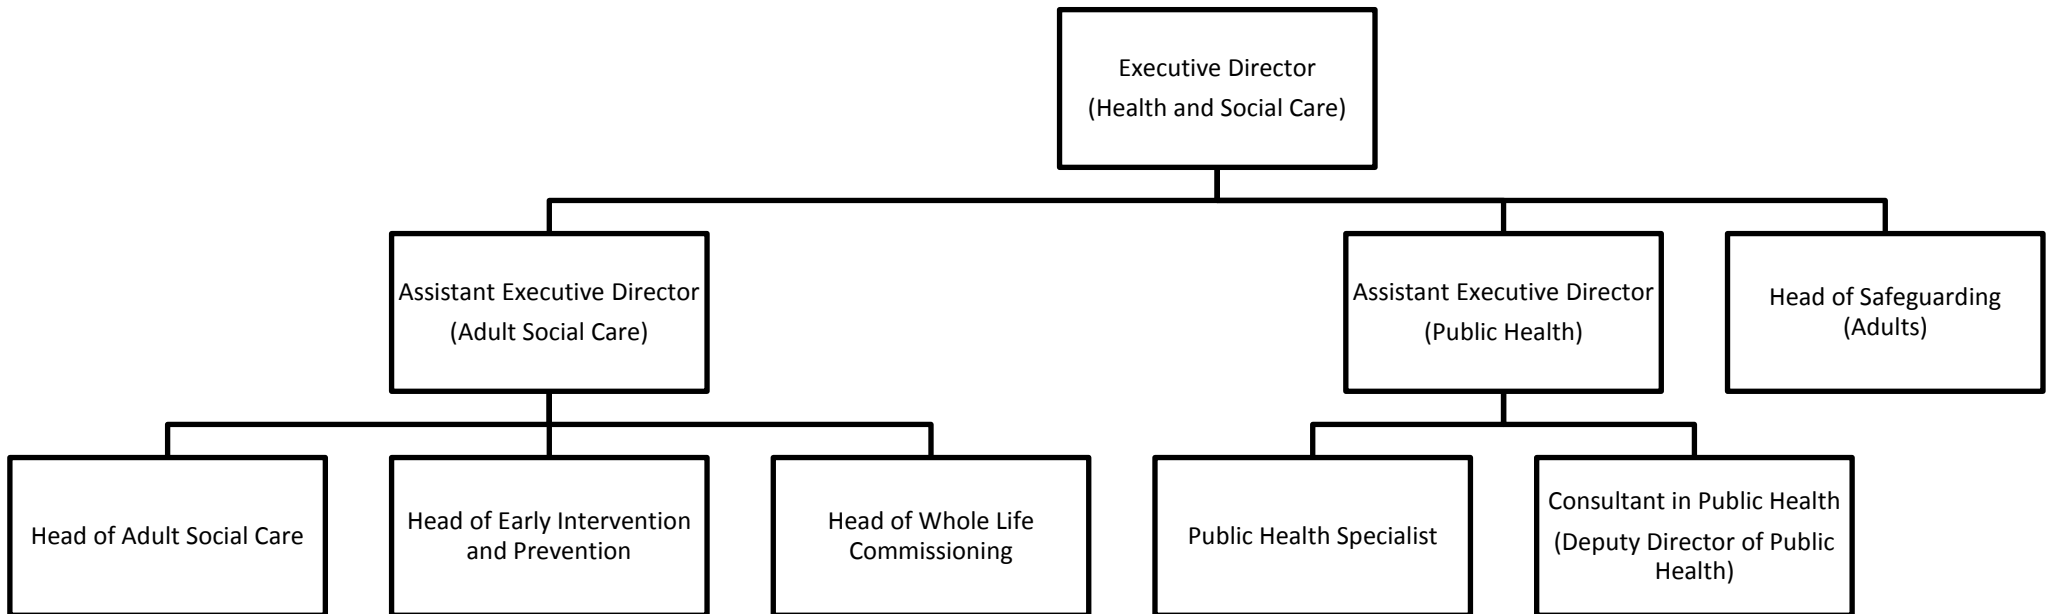 Executive Director
(Health and Social Care)
Assistant Executive Director
(Adult Social Care)
Assistant Executive Director
(Public Health)
Head of Safeguarding
(Adults)
Head of Adult Social Care
Head of Early Intervention
and Prevention
Head of Whole Life
Commissioning
Public Health Specialist
Consultant in Public Health
(Deputy Director of Public
Health)